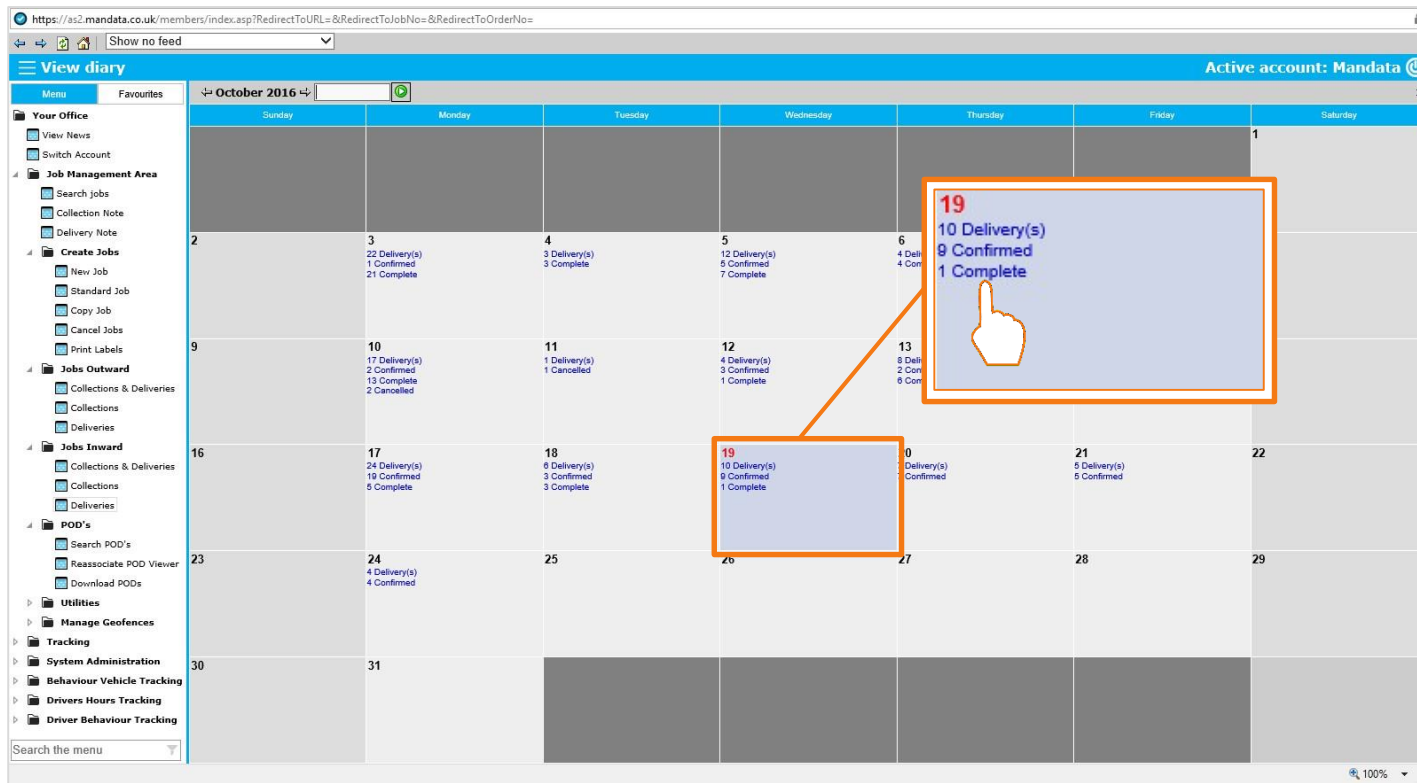 https://as2.mandata.co.uk/members/index.asp?RedirectToURL=&RedirectToJobNo=&RedirectToOrderNo=
Show no feed
View diary
Active account: Mandata
Menu
Favourites
October 2016
Your Office
View News
Switch Account
Job Management Area
Search jobs
Collection Note
Delivery Note
Create Jobs
New Job
Standard Job
Copy Job
Cancel Jobs
Print Labels
Jobs Outward
Collections & Deliveries
Collections
Deliveries
Jobs Inward
Collections & Deliveries
Collections
Deliveries
POD's
Search POD's
Reassociate POD Viewer
Download PODs
Utilities
Manage Geofences
Tracking
System Administration
Behaviour Vehicle Tracking
Drivers Hours Tracking
Driver Behaviour Tracking
Search the menu
Sunday Monday Tuesday Wednesday Thursday Friday Saturday
1
2
3
22 Delivery(s)
1 Confirmed
21 Complete
4
3 Delivery(s)
3 Complete
5
12 Delivery(s)
5 Confirmed
7 Complete
6
4
4
19
10 Delivery(s)
9 Confirmed
1 Complete
9
10
17 Delivery(s)
2 Confirmed
13 Complete
2 Cancelled
11
1 Delivery(s)
1 Cancelled
12
4 Delivery(s)
3 Confirmed
1 Complete
13
8
2
6
16
17
24 Delivery(s)
19 Confirmed
5 Complete
18
6 Delivery(s)
3 Confirmed
3 Complete
19
10 Delivery(s)
9 Confirmed
1 Complete
Delivery(s)
Confirmed
21
5 Delivery(s)
5 Confirmed
22
23
24
4 Delivery(s)
4 Confirmed
25
26
27
28
29
30
31
100%